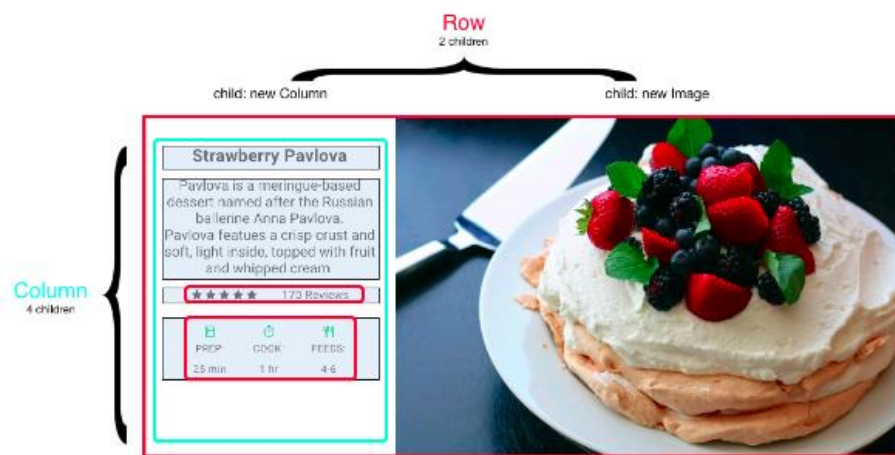 Row
2 children
child: new Column
child: new Image
Strawberry Pavlova
Pavlova is a meringue-based
dessert named after the Russian
ballerine Anna Pavlova.
Pavlova featues a crisp crust and
soft, light inside, topped with fruit
and whipped cream
170 Reviews
Column
4 children
PREP:
COOK:
FEEDS:
25 min
1 hr
4-6